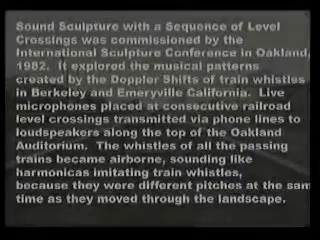 Sound Sculpture with a Sequence of Level
Crossings was commissioned by the
International Sculpture Conference in Oakland,
1982.  It explored the musical patterns
created by the Doppler Shifts of train whistles
in Berkeley and Emeryville California.  Live
microphones placed at consecutive railroad
level crossings transmitted via phone lines to
loudspeakers along the top of the Oakland
Auditorium.  The whistles of all the passing
trains became airborne, sounding like
harmonicas imitating train whistles,
because they were different pitches at the sam
time as they moved through the landscape.